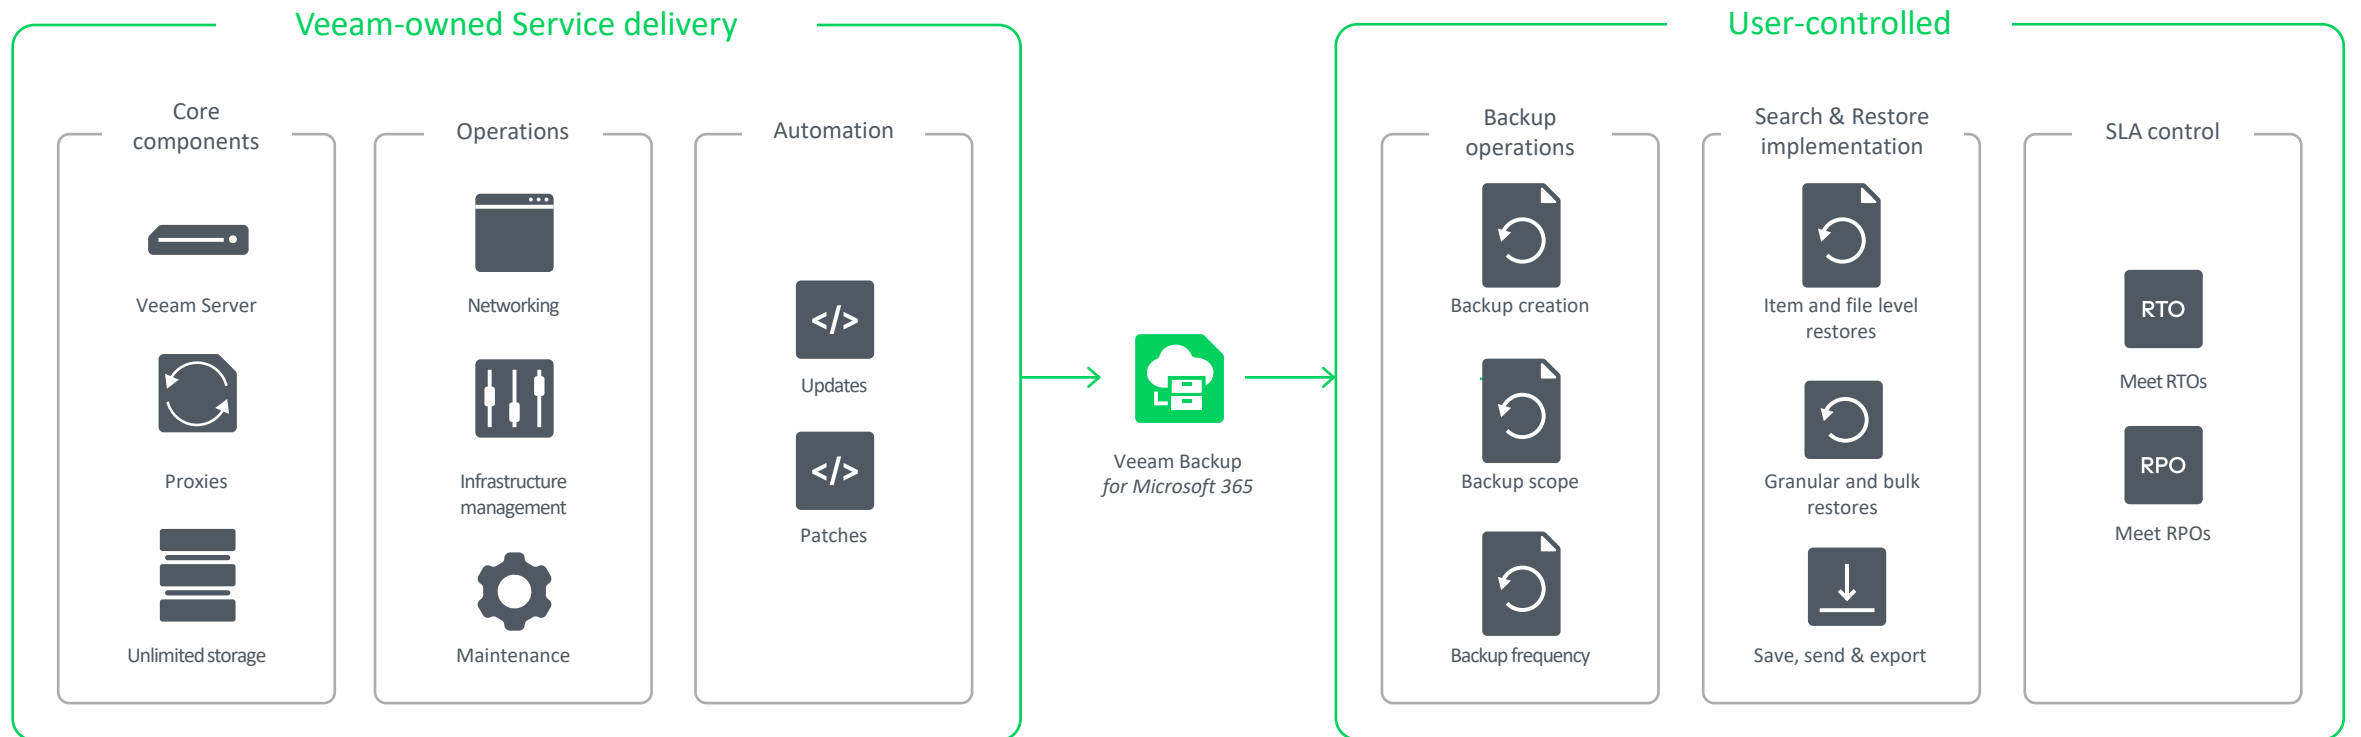 Veeam-owned Service delivery
Core
components
Veeam Server
Proxies
Unlimited storage
Operations
Networking
Infrastructure
management
Maintenance
Automation
</>
Updates
</>
Patches
Veeam Backup
for Microsoft 365
User-controlled
Backup
operations
Backup creation
Backup scope
Backup frequency
Search & Restore
implementation
Item and file level
restores
Granular and bulk
restores
Save, send & export
SLA control
RTO
Meet RTOs
RPO
Meet RPOs